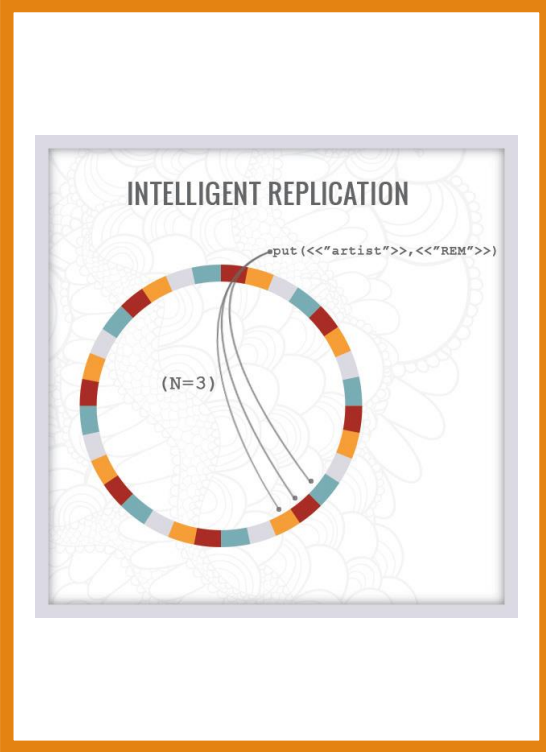 INTELLIGENT REPLICATION
put(<<”artist”>>,<<”REM”>>)
(N=3)